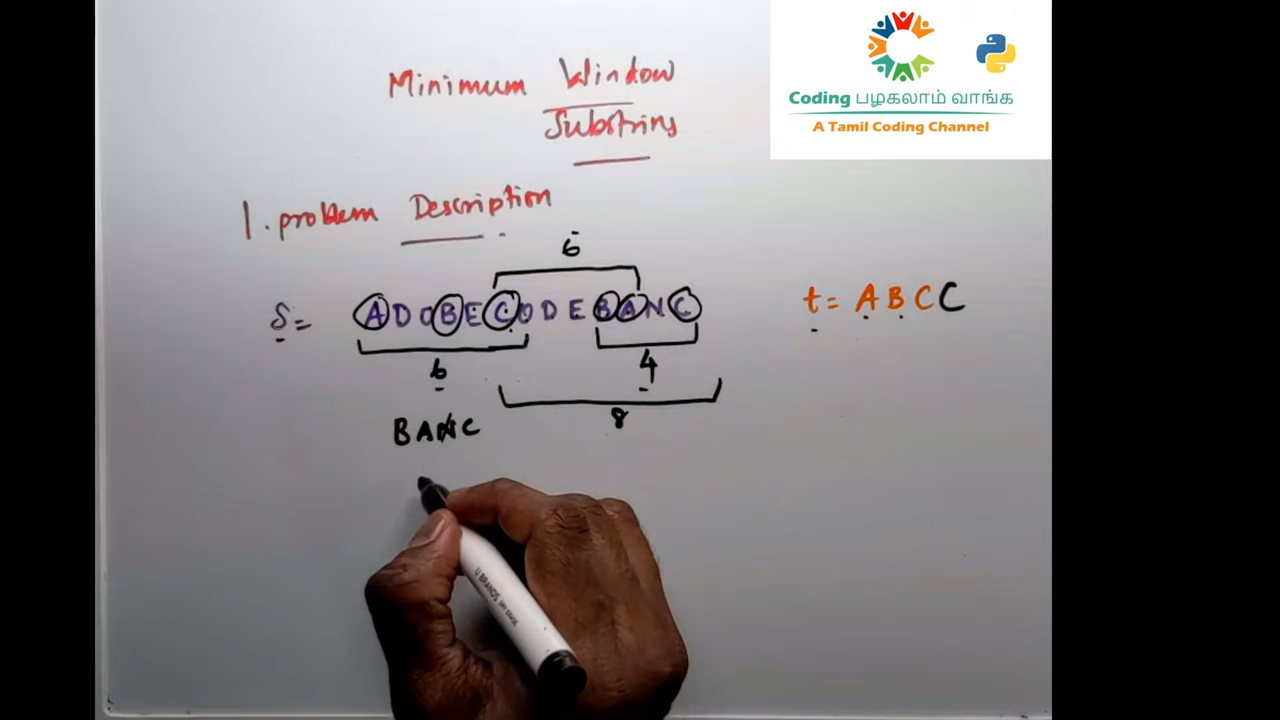 Coding பழகலாம் வாங்க
A Tamil Coding Channel
Minimum Window
Substring
1. problem Description
6
S= ADOBECODEBANC t= ABCC
6 4
8
BANC